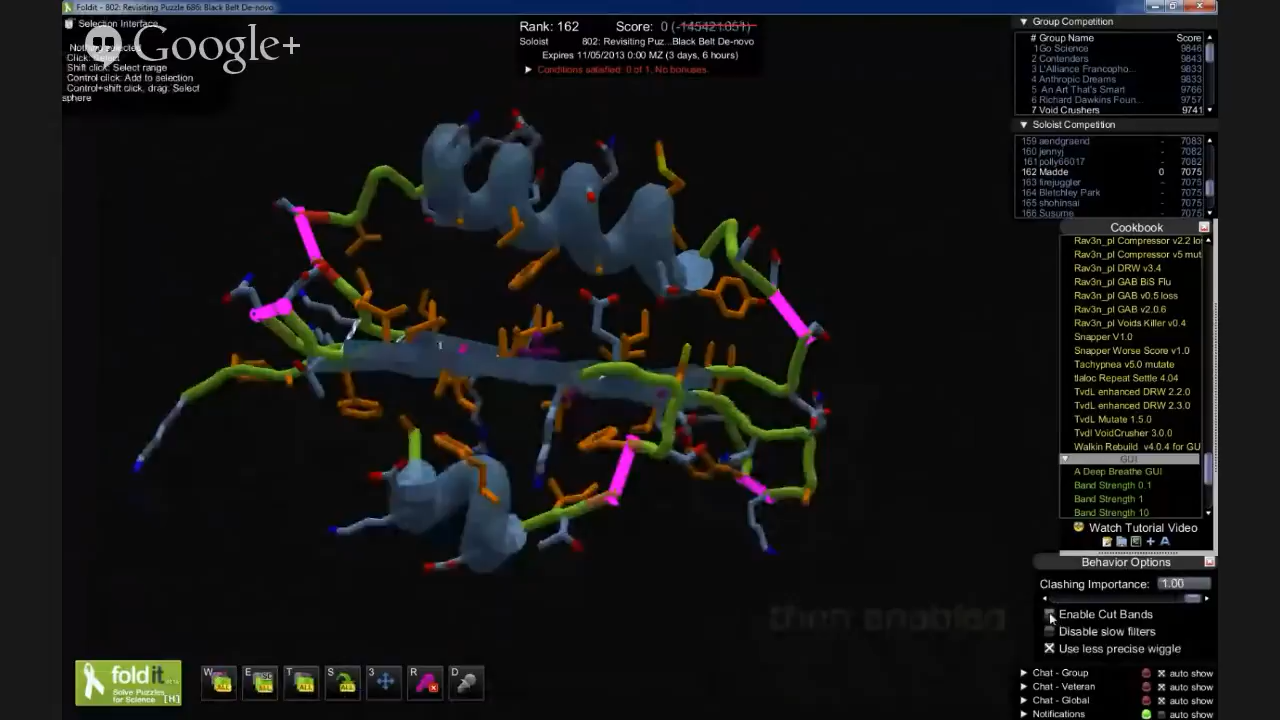 Foldit - 802: Revisiting Puzzle 686: Black Belt De-novo
Selection Interface
Google+
Nothing selected
Click: Select
Shift click: Select range
Control click: Add to selection
Control+shift click, drag: Select
sphere
Rank: 162 Score: 0 (-145421.651)
Soloist 802: Revisiting Puz...Black Belt De-novo
Expires 11/05/2013 0:00 MZ (3 days, 6 hours)
Conditions satisfied: 0 of 1, No bonuses.
Group Competition
# Group Name Score
1 Go Science 9846
2 Contenders 9843
3 L'Alliance Francopho... 9833
4 Anthropic Dreams 9833
5 An Art That's Smart 9766
6 Richard Dawkins Foun... 9757
7 Void Crushers 9741
Soloist Competition
159 aendgraend - 7083
160 jennyj - 7082
161 polly66017 - 7082
162 Madde 0 7075
163 firejuggler - 7075
164 Bletchley Park - 7075
165 shohinsai - 7075
166 Susume - 7075
Cookbook
Rav3n_pl Compressor v2.2 lo
Rav3n_pl Compressor v5 mut
Rav3n_pl DRW v3.4
Rav3n_pl GAB BiS Flu
Rav3n_pl GAB v0.5 loss
Rav3n_pl GAB v2.0.6
Rav3n_pl Voids Killer v0.4
Snapper V1.0
Snapper Worse Score v1.0
Tachypnea v5.0 mutate
tlaloc Repeat Settle 4.04
TvdL enhanced DRW 2.2.0
TvdL enhanced DRW 2.3.0
TvdL Mutate 1.5.0
Tvdl VoidCrusher 3.0.0
Walkin Rebuild v4.0.4 for GU
GUI
A Deep Breathe GUI
Band Strength 0.1
Band Strength 1
Band Strength 10
Watch Tutorial Video
Behavior Options
Clashing Importance: 1.00
Enable Cut Bands
Disable slow filters
Use less precise wiggle
then enabled
foldit BETA
Solve Puzzles
for Science [H]
W ALL E ALL T ALL S ALL 3 R D
Chat - Group auto show
Chat - Veteran auto show
Chat - Global auto show
Notifications auto show